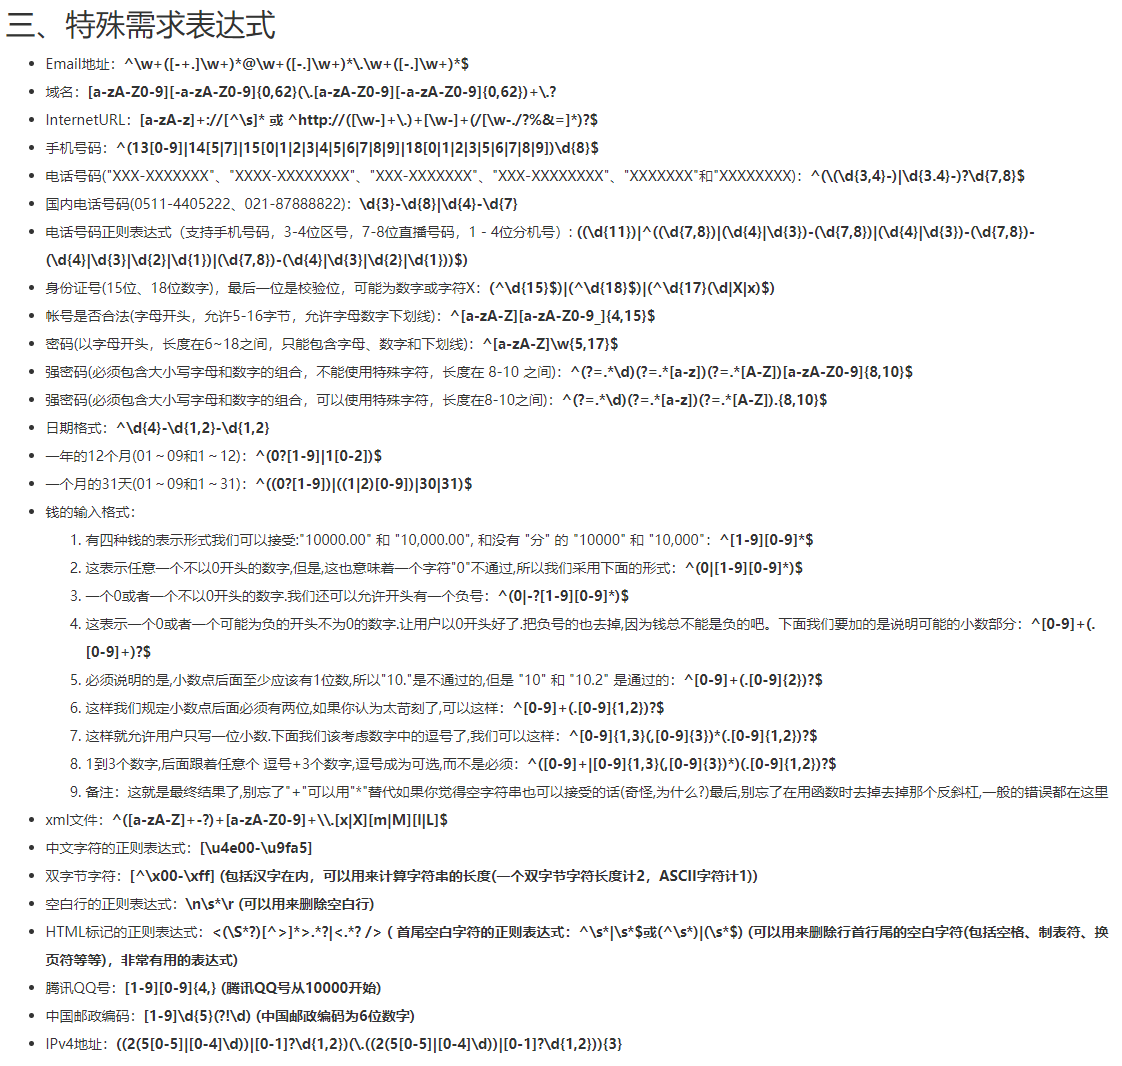 三、特殊需求表达式
Email地址：^\w+([-+.]\w+)*@\w+([-.]\w+)*\.\w+([-.]\w+)*$
域名：[a-zA-Z0-9][-a-zA-Z0-9]{0,62}(\.[a-zA-Z0-9][-a-zA-Z0-9]{0,62})+\.?
InternetURL：[a-zA-z]+://[^\s]* 或 ^http://([\w-]+\.)+[\w-]+(/[\w-./?%&=]*)?$
手机号码：^(13[0-9]|14[5|7]|15[0|1|2|3|4|5|6|7|8|9]|18[0|1|2|3|5|6|7|8|9])\d{8}$
电话号码("XXX-XXXXXXX"、"XXXX-XXXXXXXX"、"XXX-XXXXXXX"、"XXX-XXXXXXXX"、"XXXXXXX"和"XXXXXXXX)：^(\(\d{3,4}-)|\d{3.4}-)?\d{7,8}$
国内电话号码(0511-4405222、021-87888822)：\d{3}-\d{8}|\d{4}-\d{7}
电话号码正则表达式（支持手机号码，3-4位区号，7-8位直播号码，1－4位分机号）: ((\d{11})|^((\d{7,8})|(\d{4}|\d{3})-(\d{7,8})|(\d{4}|\d{3})-(\d{7,8})-
(\d{4}|\d{3}|\d{2}|\d{1})|(\d{7,8})-(\d{4}|\d{3}|\d{2}|\d{1}))$)
身份证号(15位、18位数字)，最后一位是校验位，可能为数字或字符X：(^\d{15}$)|(^\d{18}$)|(^\d{17}(\d|X|x)$)
帐号是否合法(字母开头，允许5-16字节，允许字母数字下划线)：^[a-zA-Z][a-zA-Z0-9_]{4,15}$
密码(以字母开头，长度在6~18之间，只能包含字母、数字和下划线)：^[a-zA-Z]\w{5,17}$
强密码(必须包含大小写字母和数字的组合，不能使用特殊字符，长度在 8-10 之间)：^(?=.*\d)(?=.*[a-z])(?=.*[A-Z])[a-zA-Z0-9]{8,10}$
强密码(必须包含大小写字母和数字的组合，可以使用特殊字符，长度在8-10之间)：^(?=.*\d)(?=.*[a-z])(?=.*[A-Z]).{8,10}$
日期格式：^\d{4}-\d{1,2}-\d{1,2}
一年的12个月(01～09和1～12)：^(0?[1-9]|1[0-2])$
一个月的31天(01～09和1～31)：^((0?[1-9])|((1|2)[0-9])|30|31)$
钱的输入格式：
1. 有四种钱的表示形式我们可以接受:"10000.00" 和 "10,000.00", 和没有 "分" 的 "10000" 和 "10,000"：^[1-9][0-9]*$
2. 这表示任意一个不以0开头的数字,但是,这也意味着一个字符"0"不通过,所以我们采用下面的形式：^(0|[1-9][0-9]*)$
3. 一个0或者一个不以0开头的数字.我们还可以允许开头有一个负号：^(0|-?[1-9][0-9]*)$
4. 这表示一个0或者一个可能为负的开头不为0的数字.让用户以0开头好了.把负号的也去掉,因为钱总不能是负的吧。下面我们要加的是说明可能的小数部分：^[0-9]+(.
[0-9]+)?$
5. 必须说明的是,小数点后面至少应该有1位数,所以"10."是不通过的,但是 "10" 和 "10.2" 是通过的：^[0-9]+(.[0-9]{2})?$
6. 这样我们规定小数点后面必须有两位,如果你认为太苛刻了,可以这样：^[0-9]+(.[0-9]{1,2})?$
7. 这样就允许用户只写一位小数.下面我们该考虑数字中的逗号了,我们可以这样：^[0-9]{1,3}(,[0-9]{3})*(.[0-9]{1,2})?$
8. 1到3个数字,后面跟着任意个 逗号+3个数字,逗号成为可选,而不是必须：^([0-9]+|[0-9]{1,3}(,[0-9]{3})*)(.[0-9]{1,2})?$
9. 备注：这就是最终结果了,别忘了"+"可以用"*"替代如果你觉得空字符串也可以接受的话(奇怪,为什么?)最后,别忘了在用函数时去掉去掉那个反斜杠,一般的错误都在这里
xml文件：^([a-zA-Z]+-?)+[a-zA-Z0-9]+\\.[x|X][m|M][l|L]$
中文字符的正则表达式：[\u4e00-\u9fa5]
双字节字符：[^\x00-\xff] (包括汉字在内，可以用来计算字符串的长度(一个双字节字符长度计2，ASCII字符计1))
空白行的正则表达式：\n\s*\r (可以用来删除空白行)
HTML标记的正则表达式：<(\S*?)[^>]*>.*?|<.*? /> ( 首尾空白字符的正则表达式：^\s*|\s*$或(^\s*)|(\s*$) (可以用来删除行首行尾的空白字符(包括空格、制表符、换
页符等等)，非常有用的表达式)
腾讯QQ号：[1-9][0-9]{4,} (腾讯QQ号从10000开始)
中国邮政编码：[1-9]\d{5}(?!\d) (中国邮政编码为6位数字)
IPv4地址：((2(5[0-5]|[0-4]\d))|[0-1]?\d{1,2})(\.((2(5[0-5]|[0-4]\d))|[0-1]?\d{1,2})){3}